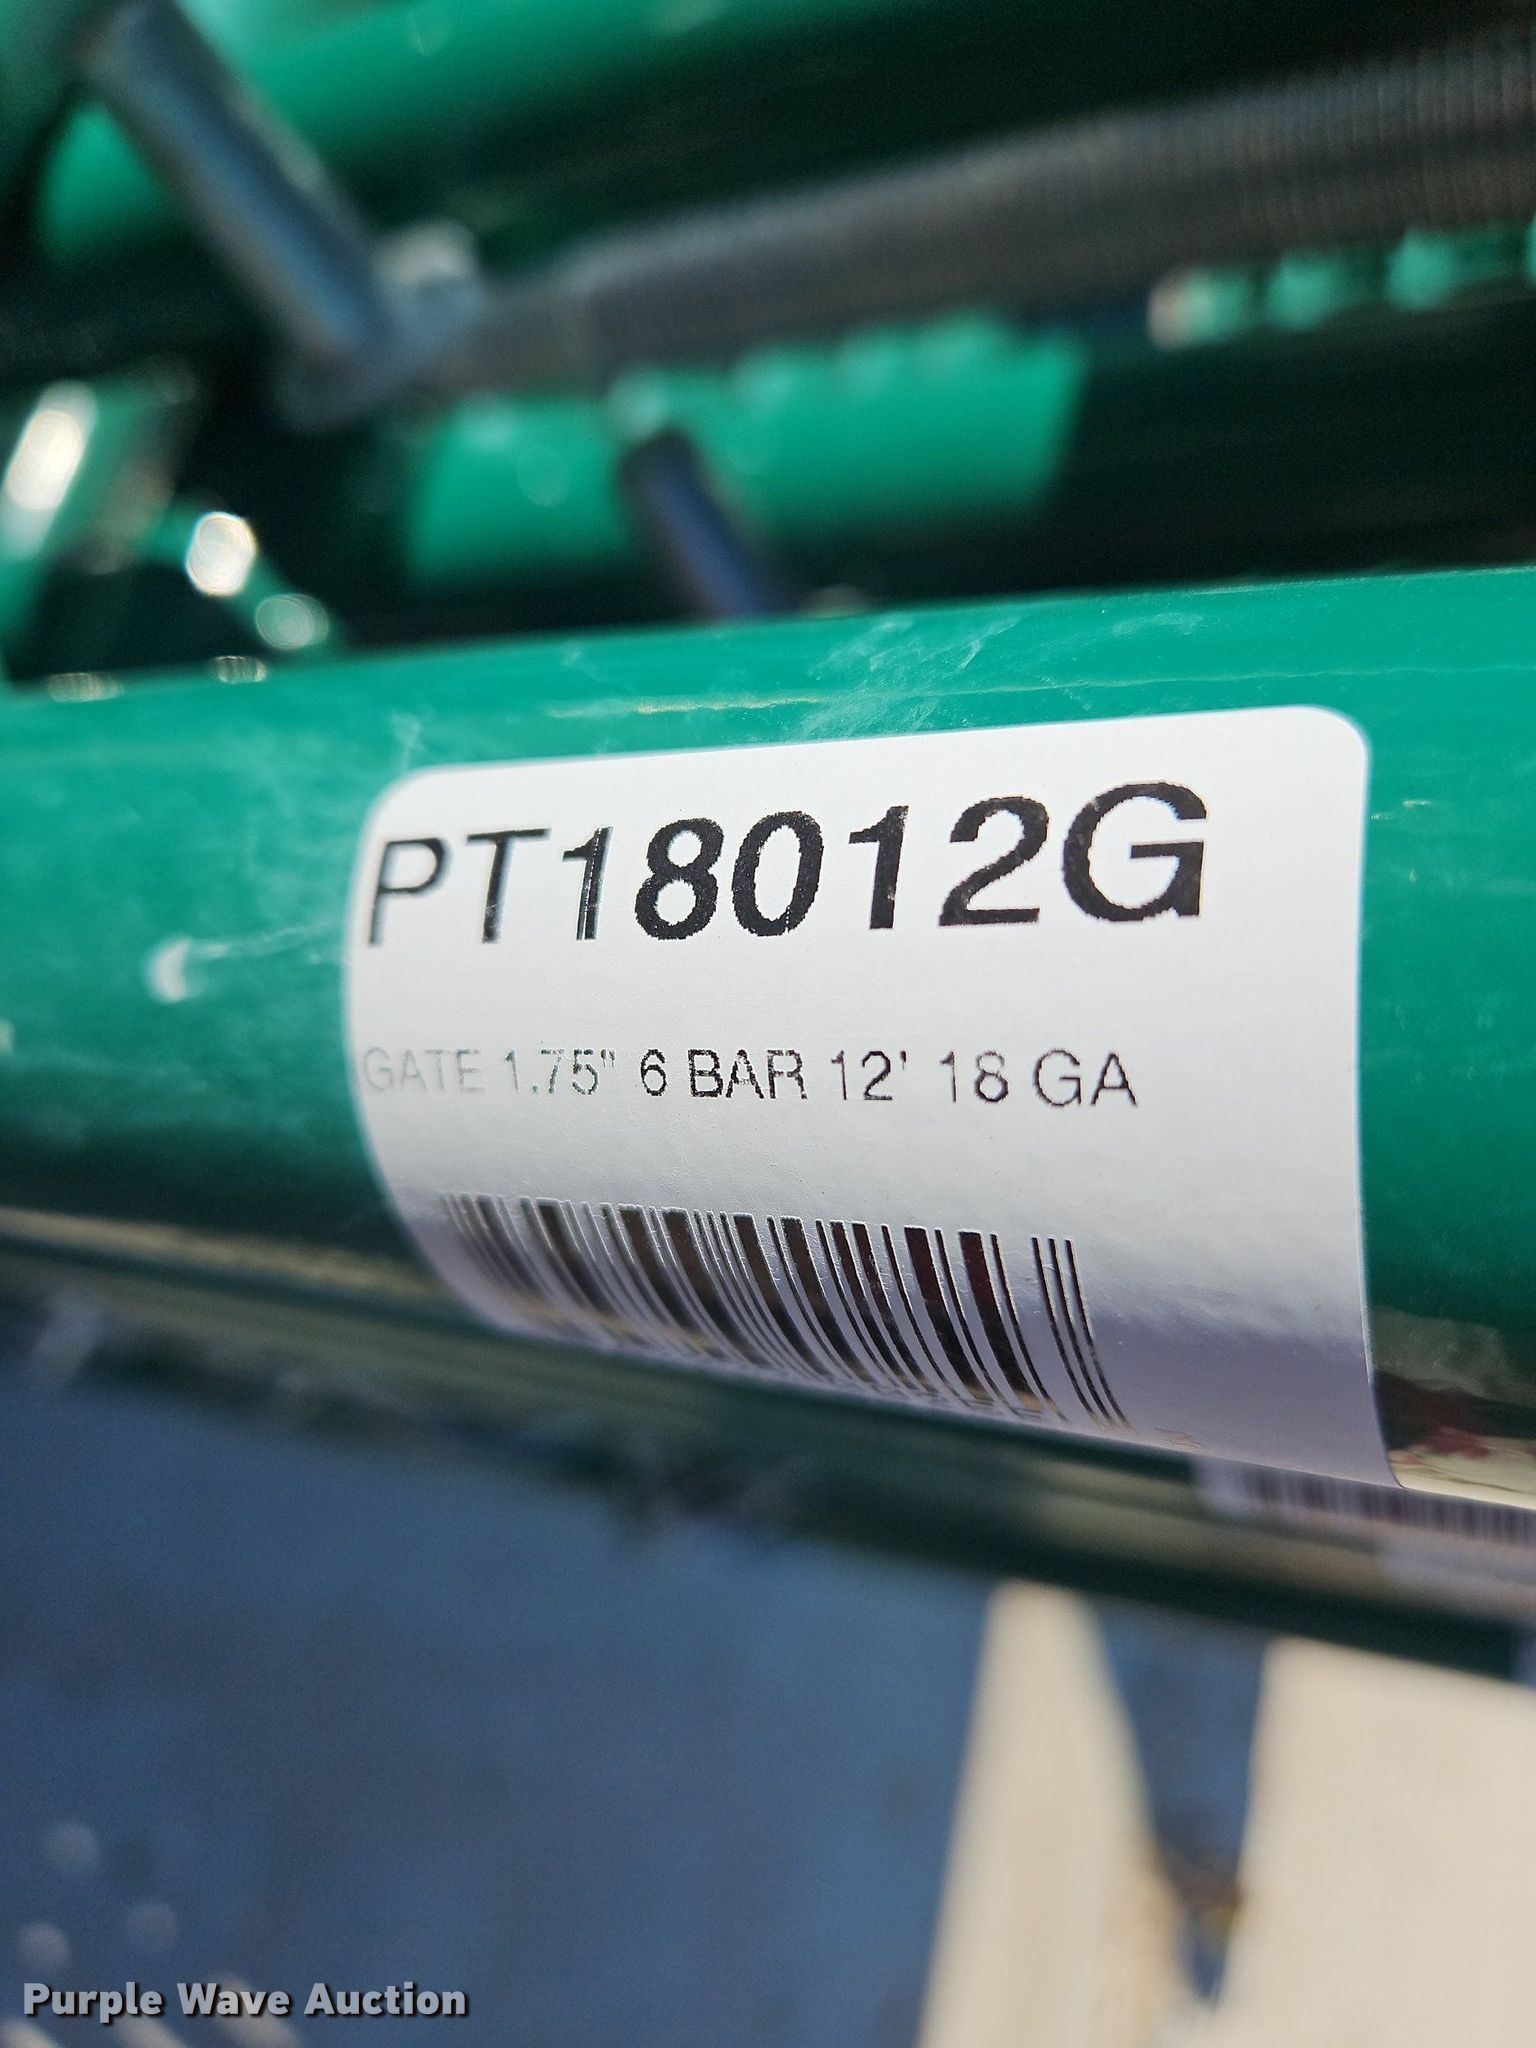 PT18012G
GATE 1.75" 6 BAR 12' 18 GA
Purple Wave Auction